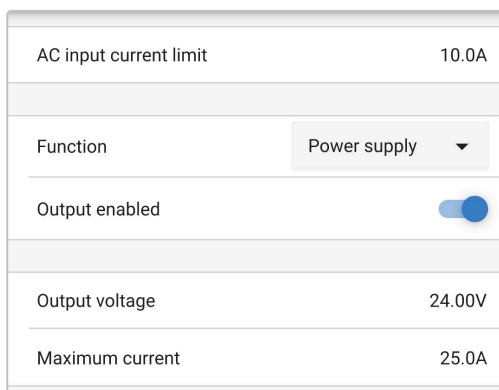 AC input current limit 10.0A
Function Power supply
Output enabled
Output voltage 24.00V
Maximum current 25.0A